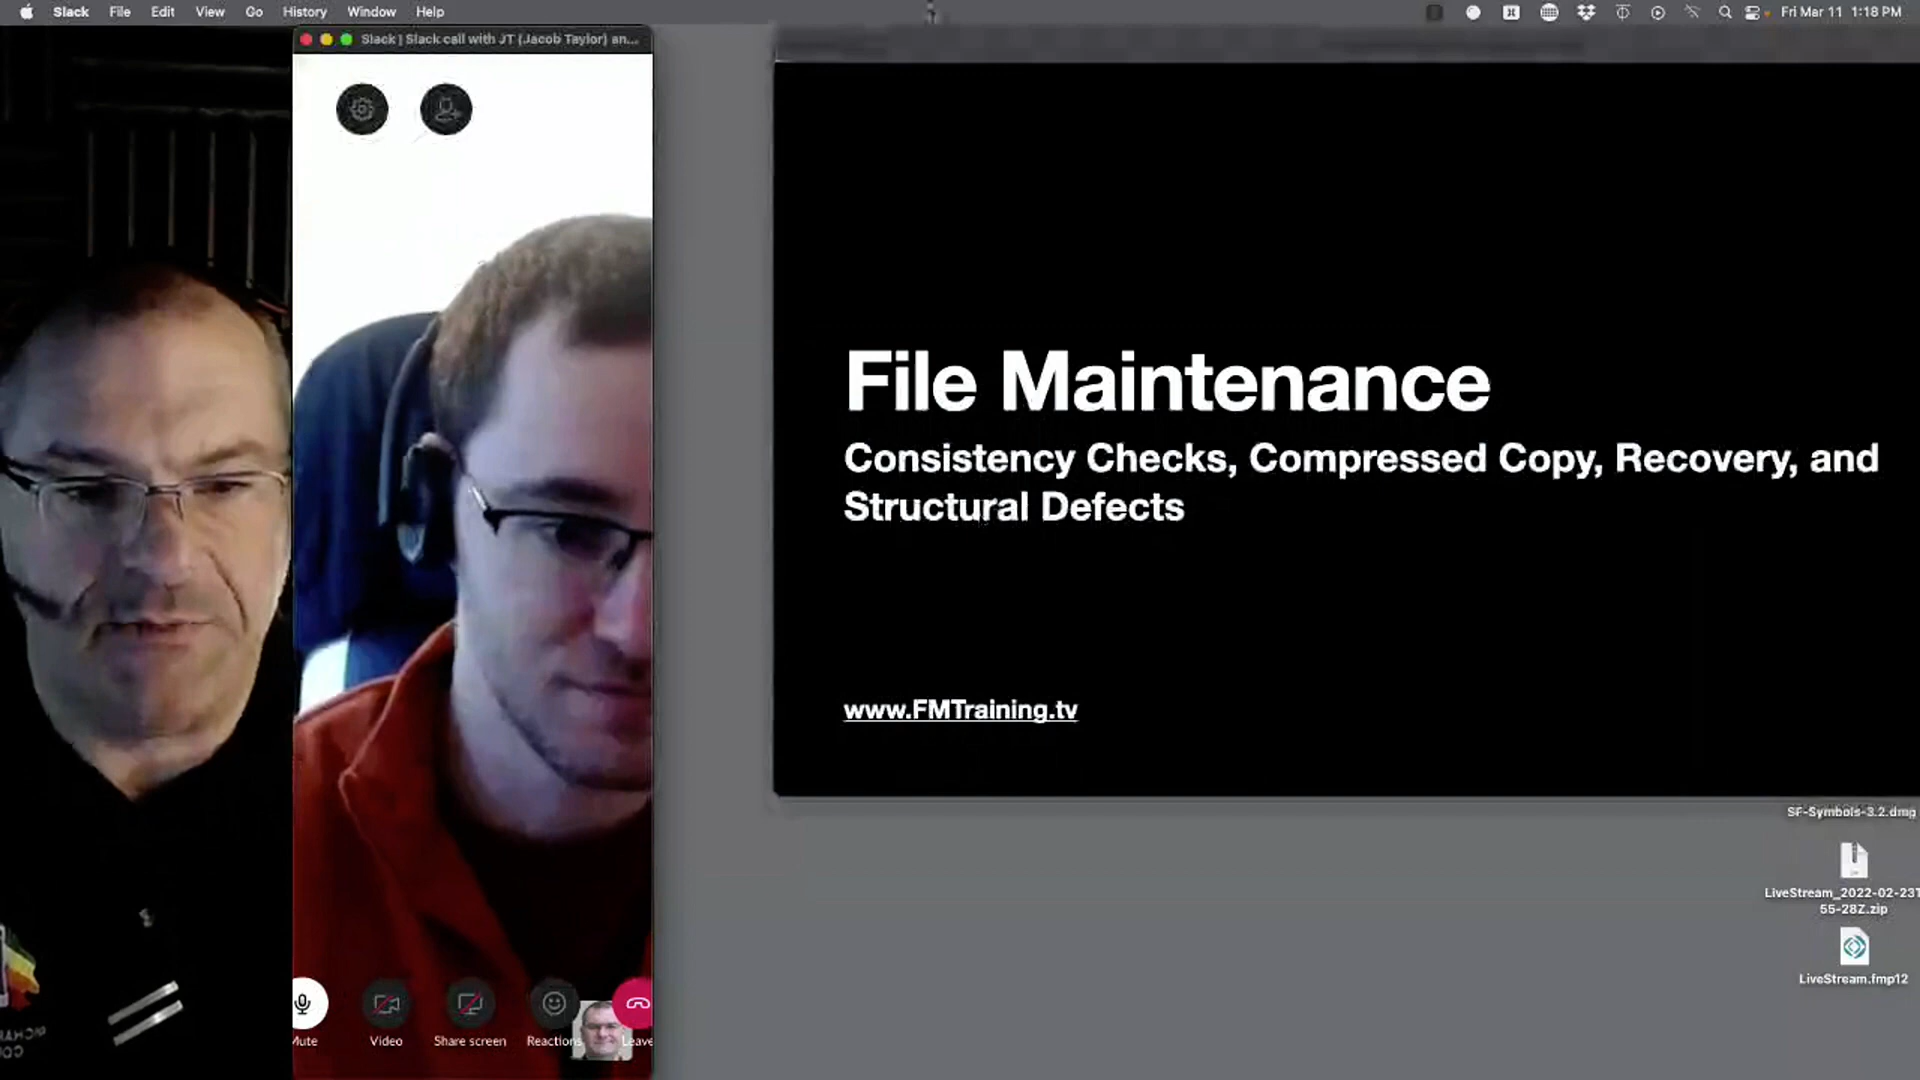 Slack File Edit View Go History Window Help
Fri Mar 11 1:18 PM
Slack | Slack call with JT (Jacob Taylor) an...
File Maintenance
Consistency Checks, Compressed Copy, Recovery, and
Structural Defects
www.FMTraining.tv
SF-Symbols-3.2.dmg
LiveStream_2022-02-23T
55-28Z.zip
LiveStream.fmp12
Mute Video Share screen Reactions Leave